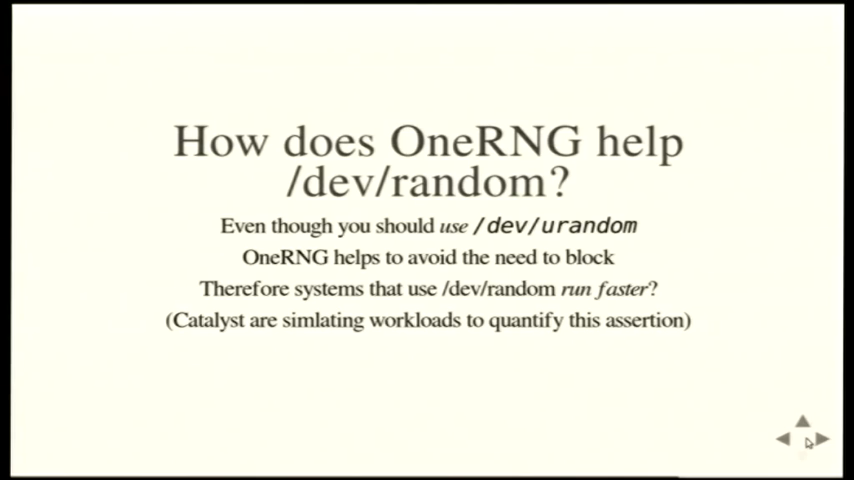 How does OneRNG help
/dev/random?
Even though you should use /dev/urandom
OneRNG helps to avoid the need to block
Therefore systems that use /dev/random run faster?
(Catalyst are simlating workloads to quantify this assertion)